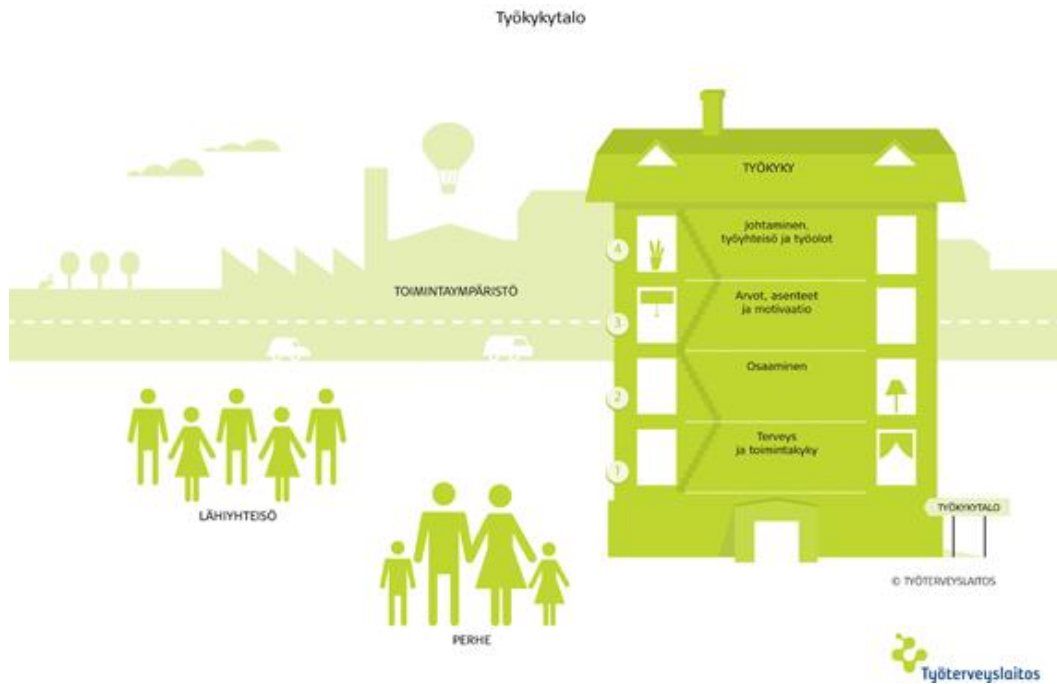 Työkykytalo
TYÖKYKY
4
Johtaminen,
työyhteisö ja työolot
TOIMINTAYMPÄRISTÖ
3
Arvot, asenteet
ja motivaatio
2
Osaaminen
1
Terveys
ja toimintakyky
LÄHIYHTEISÖ
TYÖKYKYTALO
PERHE
© TYÖTERVEYSLAITOS
Työterveyslaitos